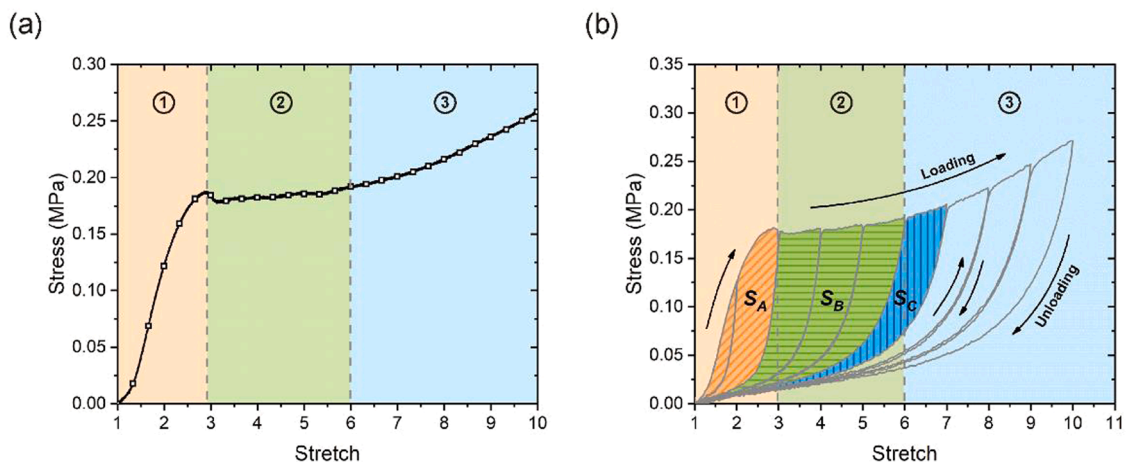 (a)
(b)
0.30
0.25
0.20
0.15
0.10
0.05
0.00
Stress (MPa)
① ② ③
1 2 3 4 5 6 7 8 9 10
Stretch
0.35
0.30
0.25
0.20
0.15
0.10
0.05
0.00
Stress (MPa)
① ② ③
Loading
Unloading
S_A S_B S_C
1 2 3 4 5 6 7 8 9 10 11
Stretch